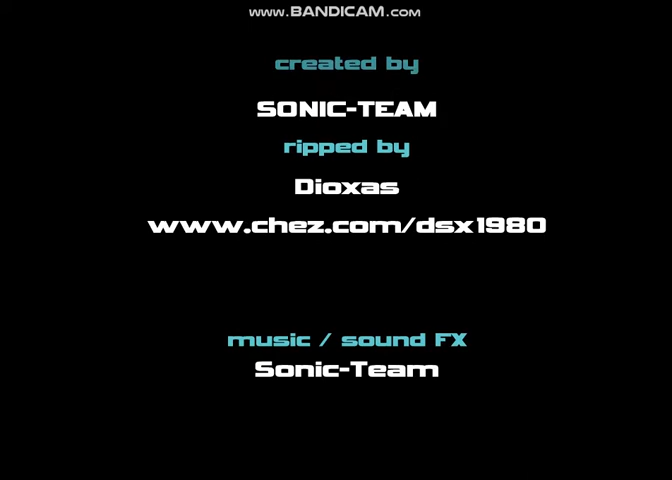 www.BANDICAM.com
created by
SONIC-TEAM
ripped by
Dioxas
www.chez.com/dsx1980
music / sound FX
Sonic-Team